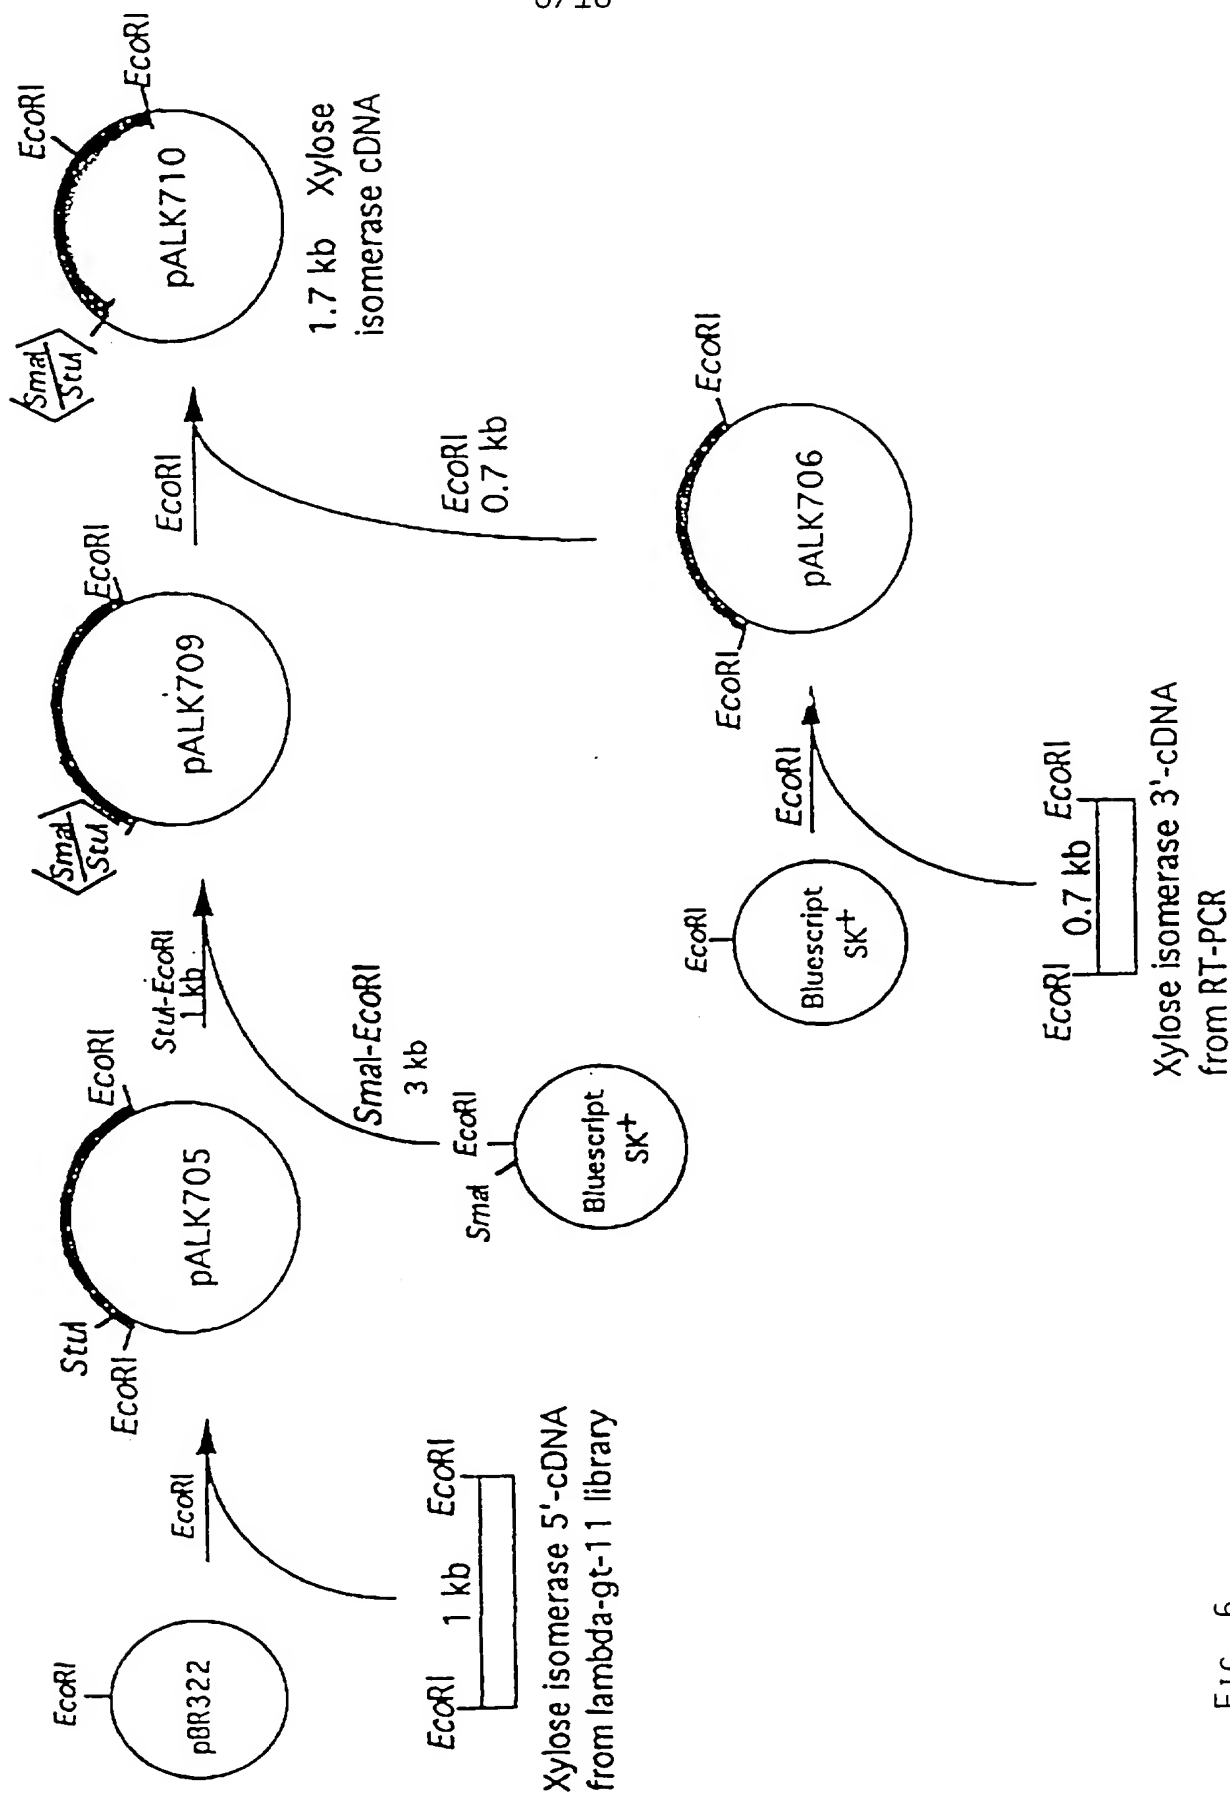 EcoRI
pBR322
EcoRI
EcoRI
1 kb
EcoRI
Xylose isomerase 5'-cDNA
from lambda-gt-11 library
StuI
EcoRI
EcoRI
pALK705
StuI-EcoRI
1 kb
SmaI-EcoRI
3 kb
SmaI
EcoRI
Bluescript
SK+
SmaI
StuI
EcoRI
pALK709
EcoRI
EcoRI
0.7 kb
SmaI
StuI
EcoRI
EcoRI
pALK710
1.7 kb Xylose
isomerase cDNA
EcoRI
Bluescript
SK+
EcoRI
EcoRI
0.7 kb
EcoRI
Xylose isomerase 3'-cDNA
from RT-PCR
EcoRI
EcoRI
pALK706